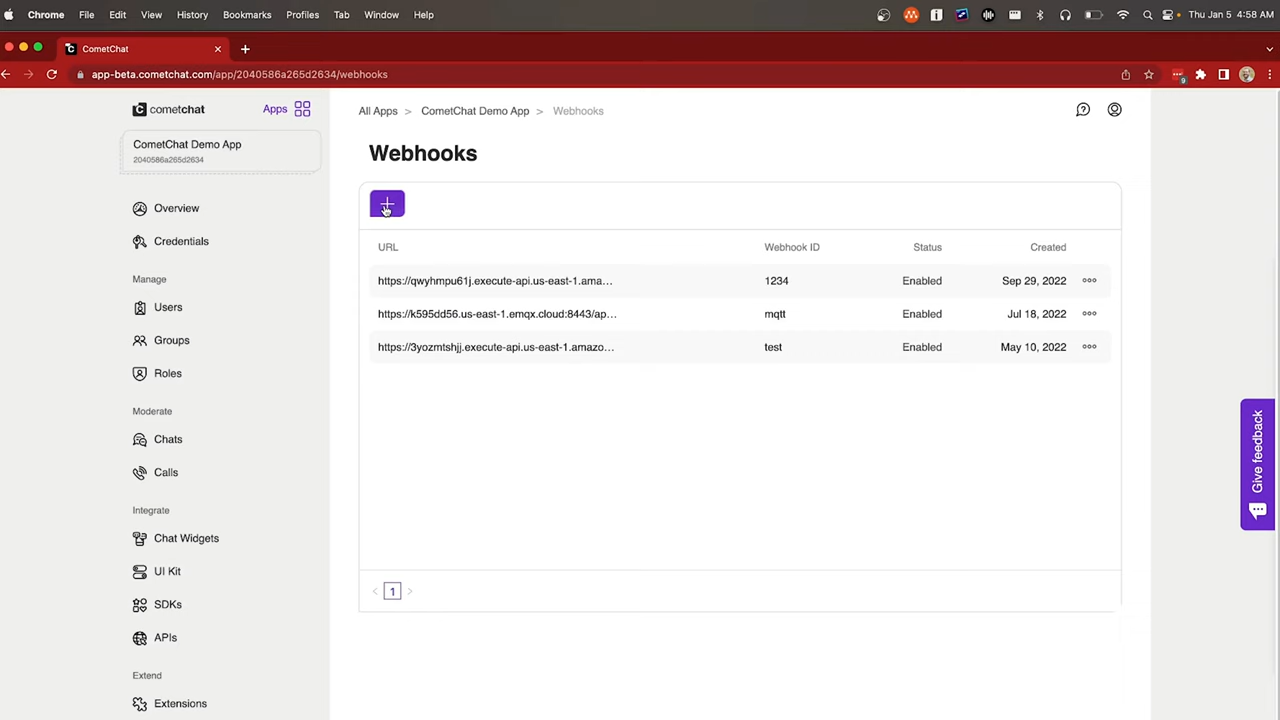 Chrome File Edit View History Bookmarks Profiles Tab Window Help Thu Jan 5 4:58 AM
CometChat
app-beta.cometchat.com/app/2040586a265d2634/webhooks
9
cometchat Apps
CometChat Demo App
2040586a265d2634
Overview
Credentials
Manage
Users
Groups
Roles
Moderate
Chats
Calls
Integrate
Chat Widgets
UI Kit
SDKs
APIs
Extend
Extensions
All Apps > CometChat Demo App > Webhooks
Webhooks
URL Webhook ID Status Created
https://qwyhmpu61j.execute-api.us-east-1.ama... 1234 Enabled Sep 29, 2022
https://k595dd56.us-east-1.emqx.cloud:8443/ap... mqtt Enabled Jul 18, 2022
https://3yozmtshjj.execute-api.us-east-1.amazo... test Enabled May 10, 2022
< 1 >
Give feedback